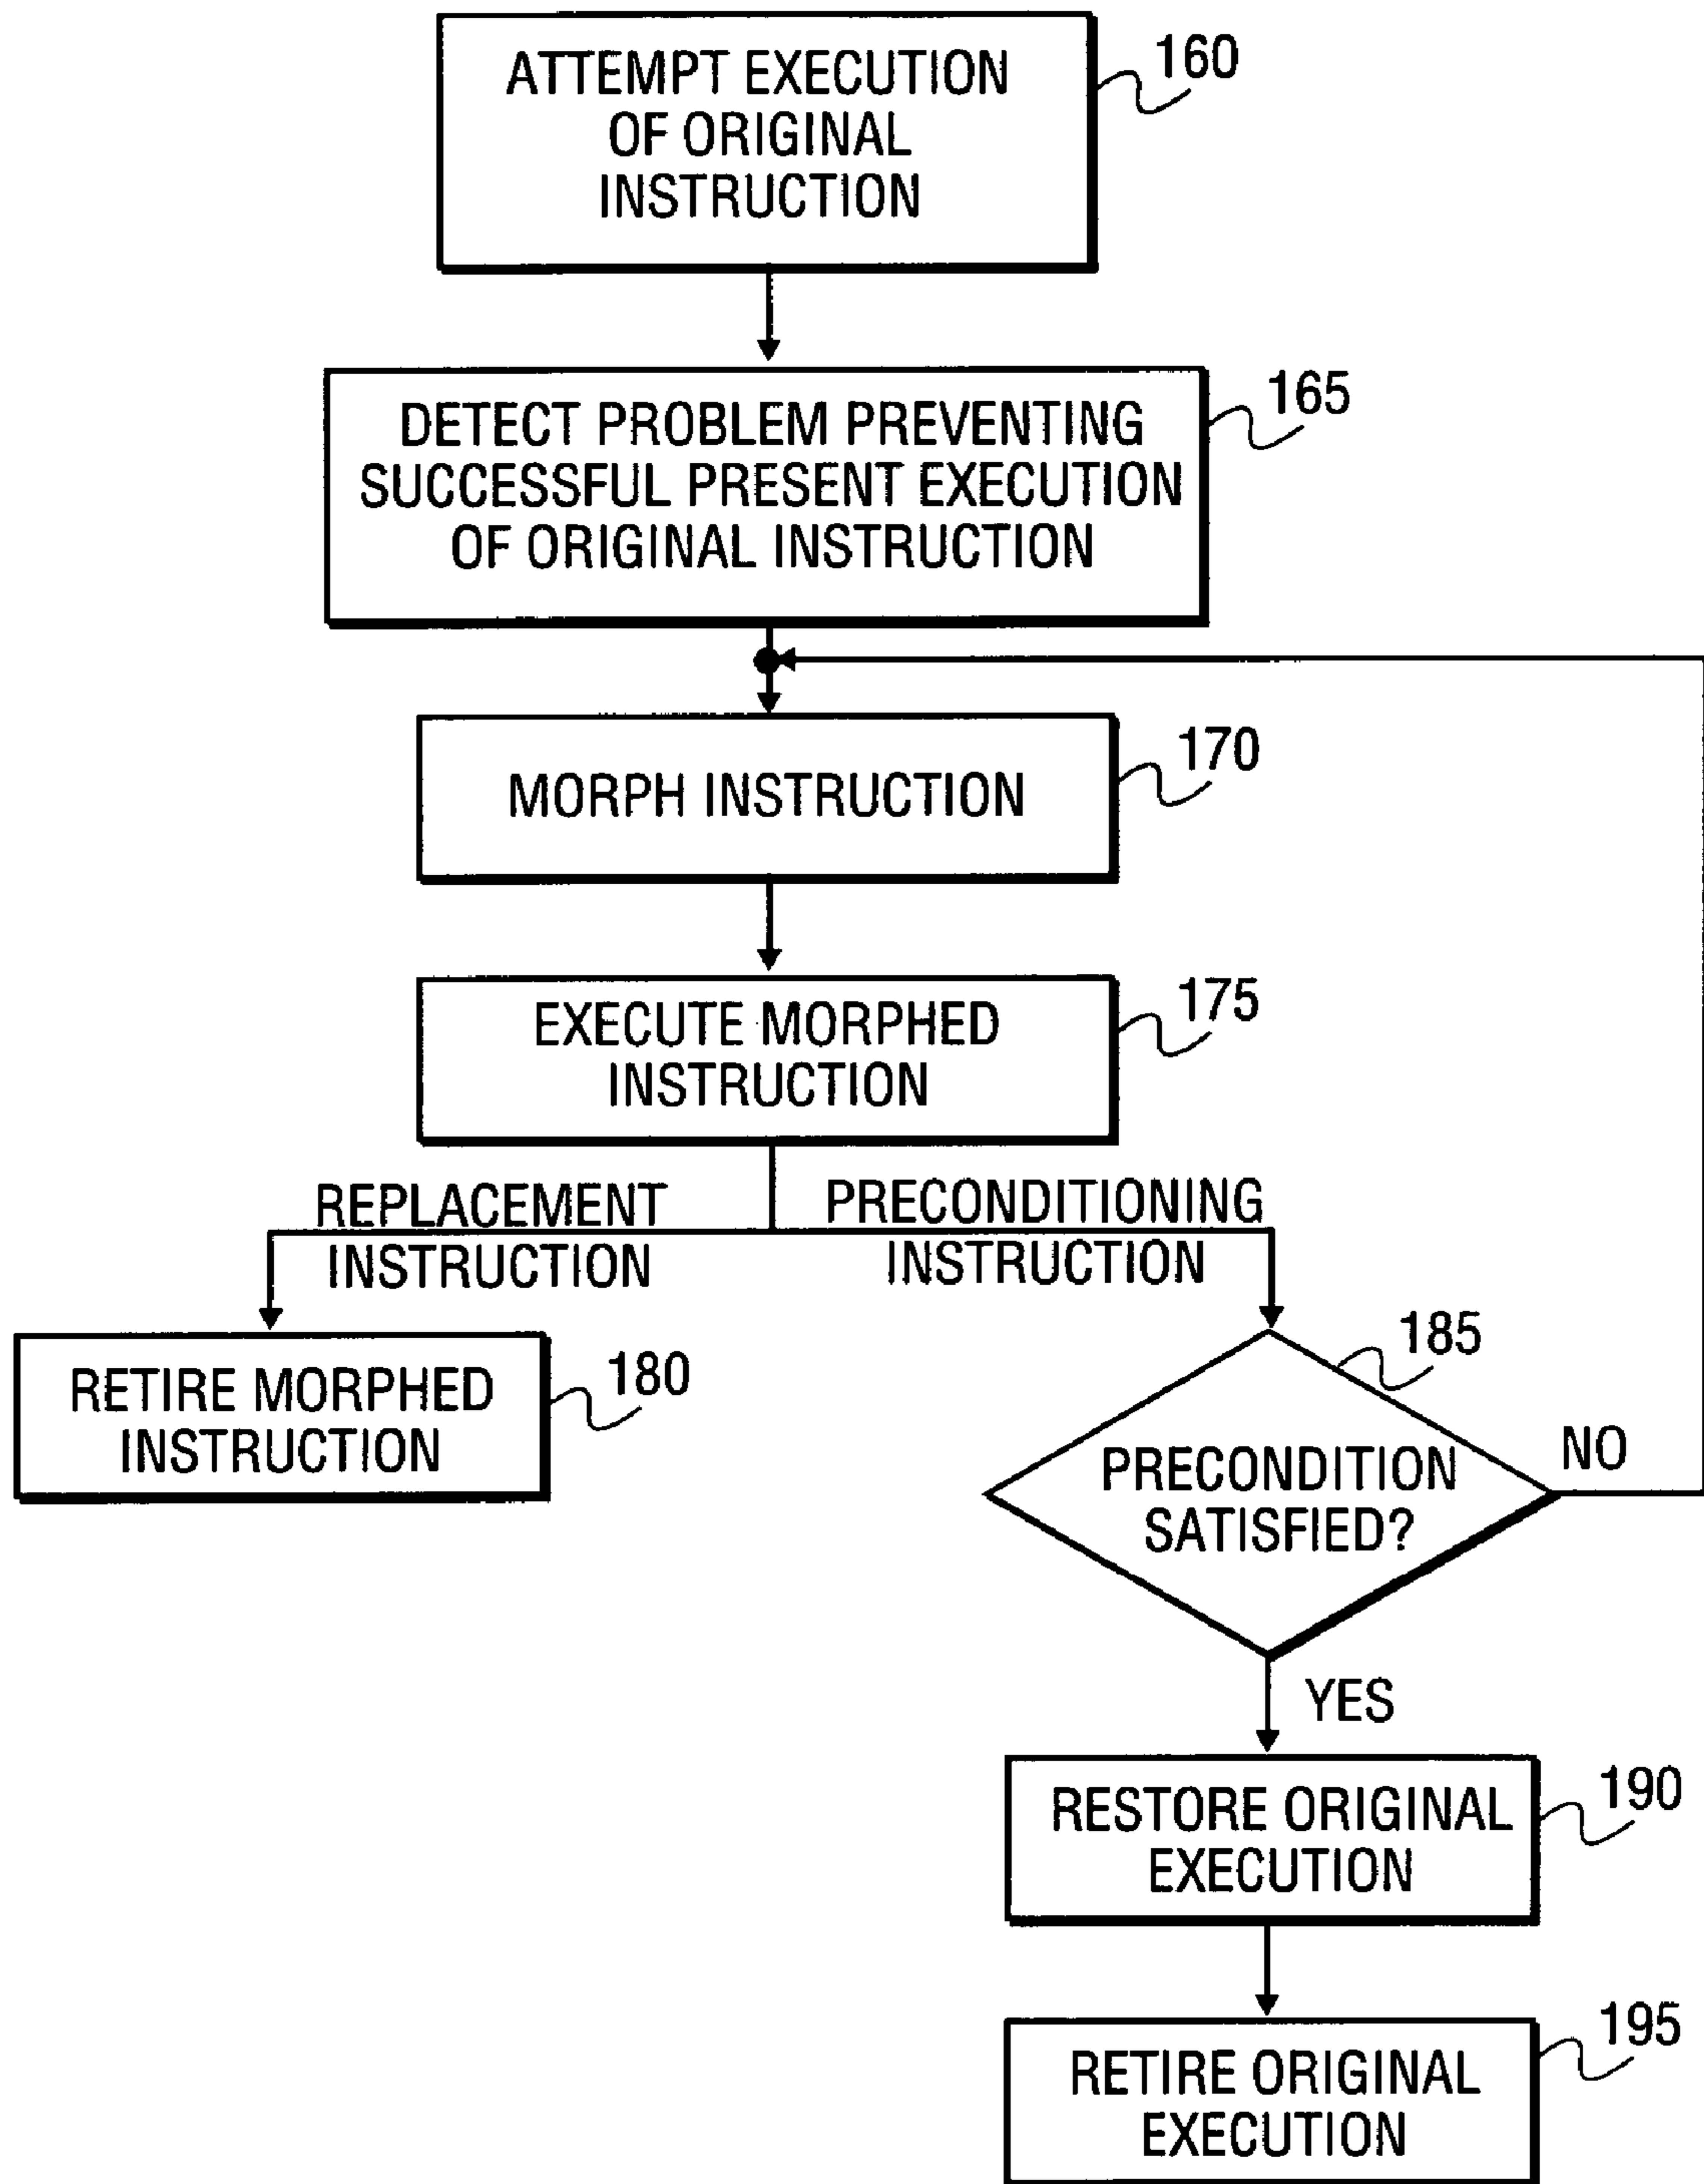 ATTEMPT EXECUTION
OF ORIGINAL
INSTRUCTION
160
DETECT PROBLEM PREVENTING
SUCCESSFUL PRESENT EXECUTION
OF ORIGINAL INSTRUCTION
165
MORPH INSTRUCTION
170
EXECUTE MORPHED
INSTRUCTION
175
REPLACEMENT
INSTRUCTION
PRECONDITIONING
INSTRUCTION
RETIRE MORPHED
INSTRUCTION
180
185
PRECONDITION
SATISFIED?
NO
YES
RESTORE ORIGINAL
EXECUTION
190
RETIRE ORIGINAL
EXECUTION
195